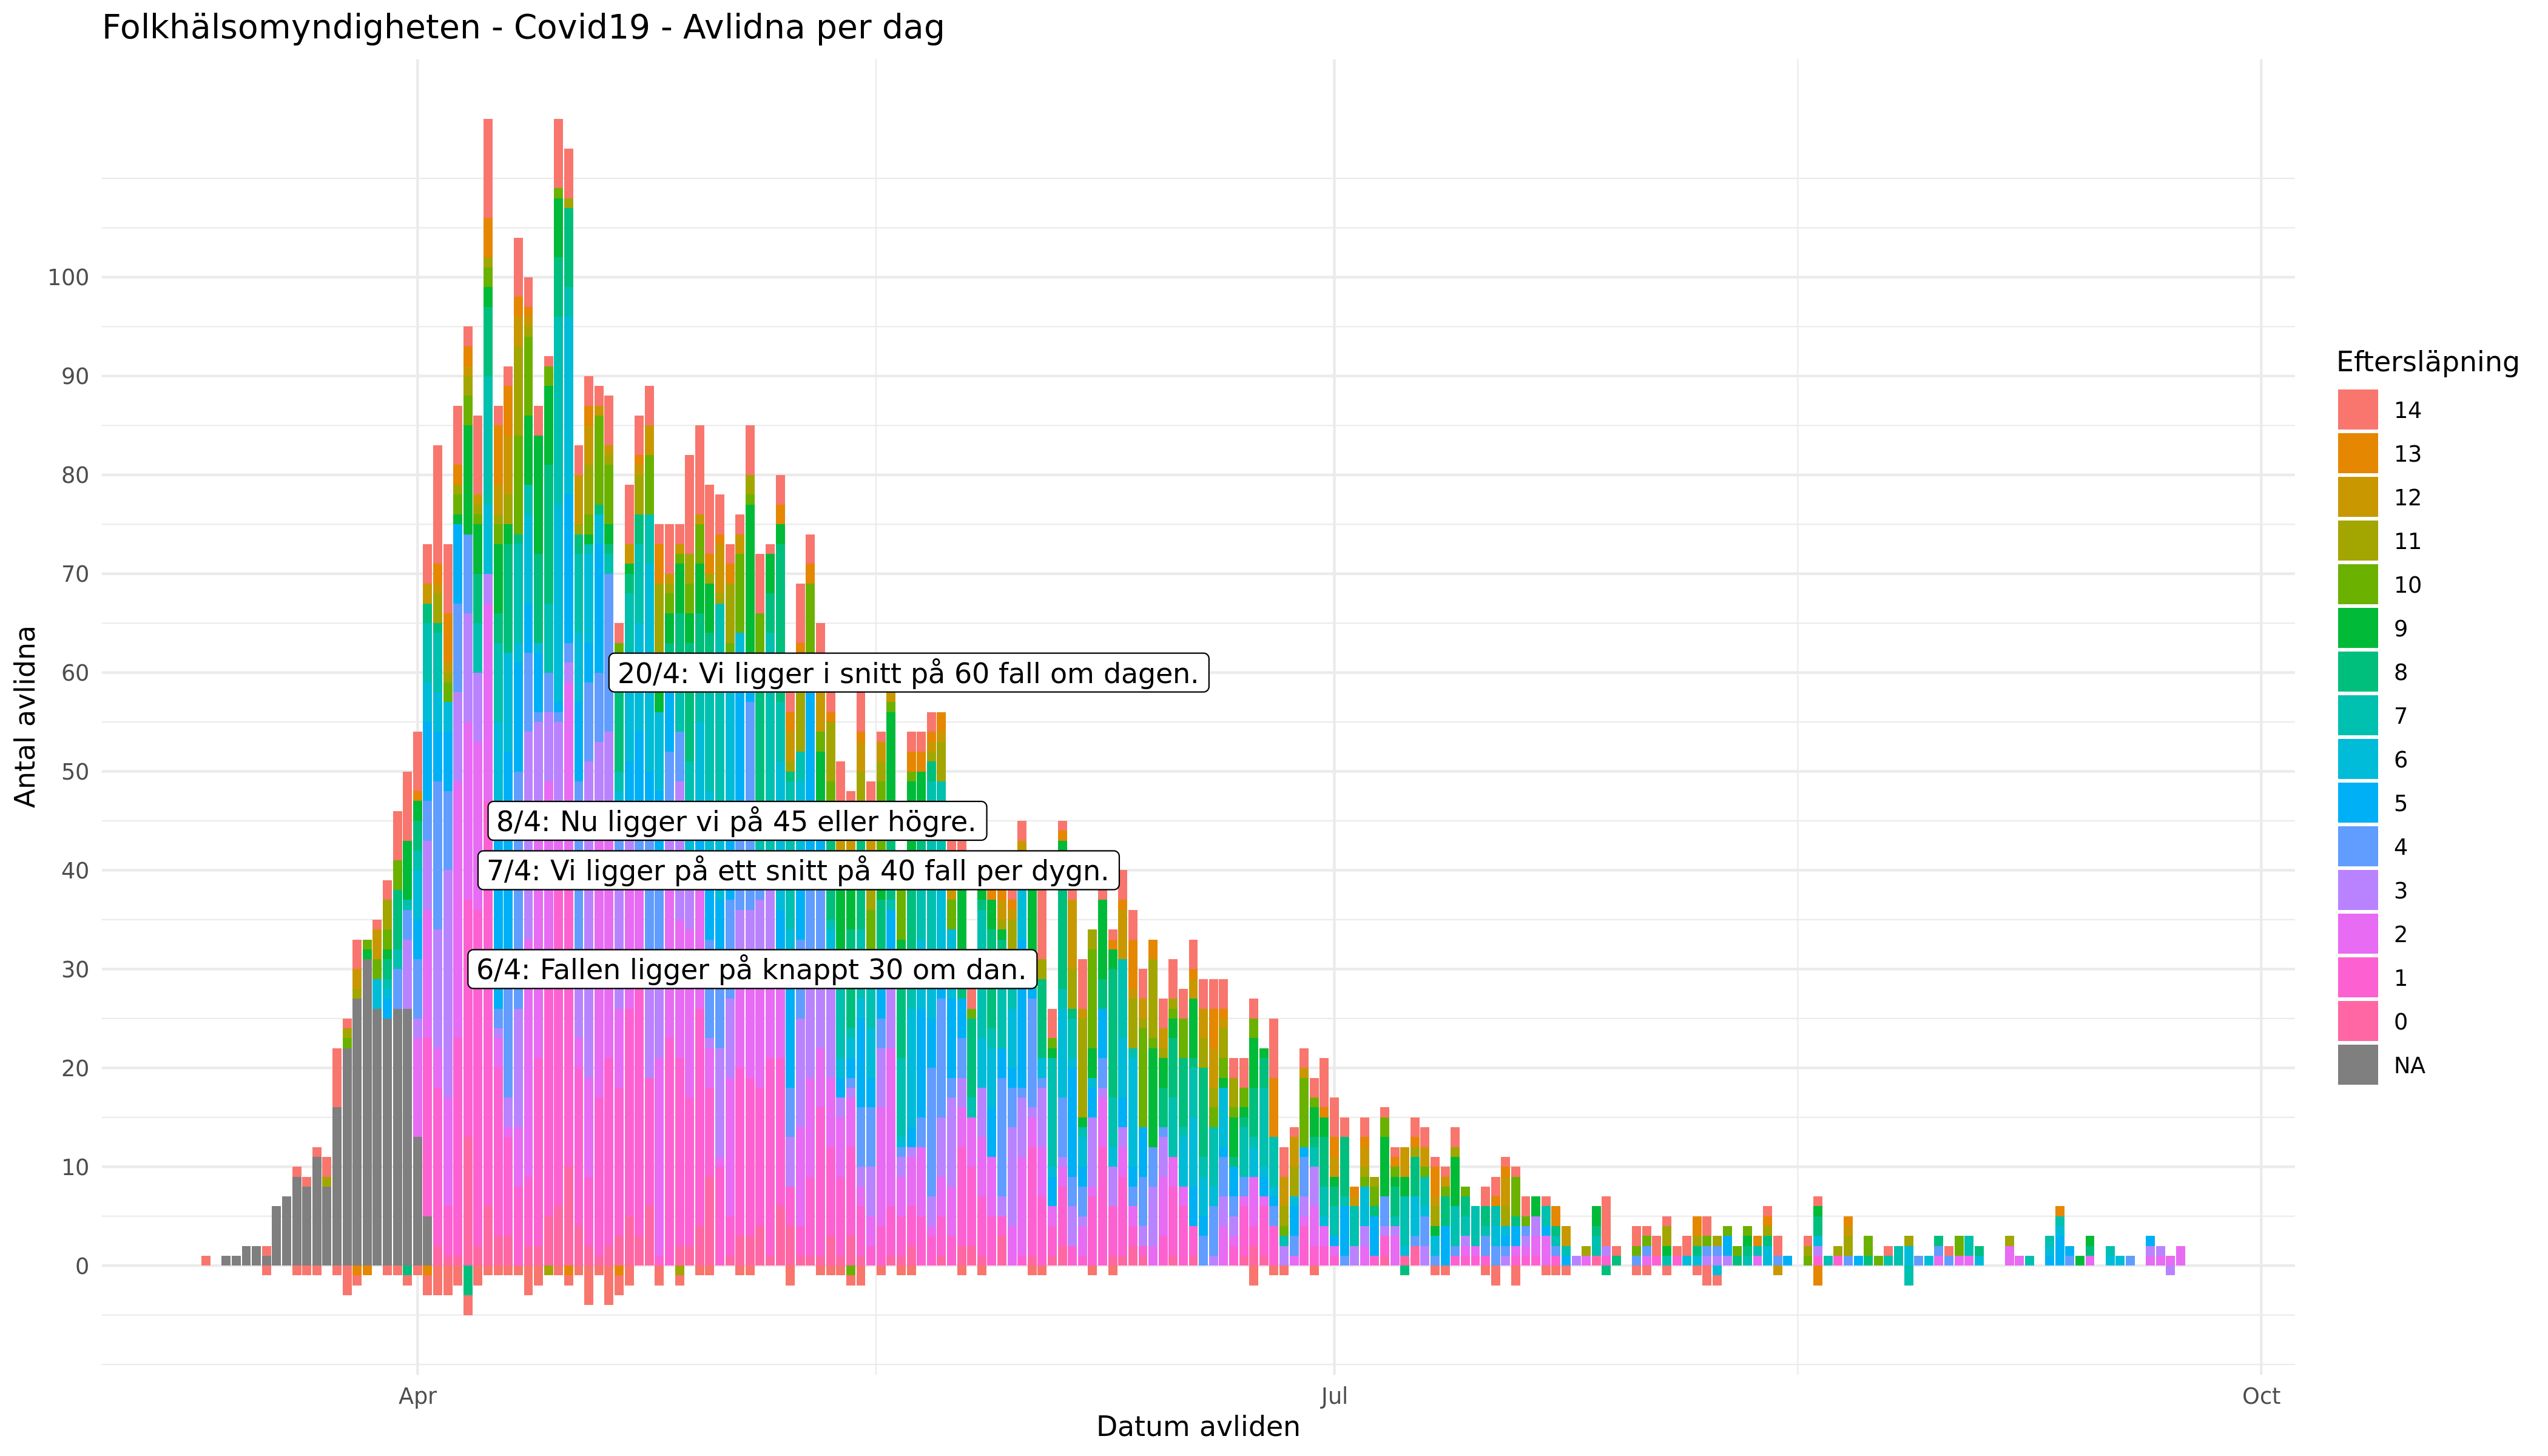 Folkhälsomyndigheten - Covid19 - Avlidna per dag
Antal avlidna
100
90
80
70
60
50
40
30
20
10
0
20/4: Vi ligger i snitt på 60 fall om dagen.
8/4: Nu ligger vi på 45 eller högre.
7/4: Vi ligger på ett snitt på 40 fall per dygn.
6/4: Fallen ligger på knappt 30 om dan.
Apr
Jul
Oct
Datum avliden
Eftersläpning
14
13
12
11
10
9
8
7
6
5
4
3
2
1
0
NA